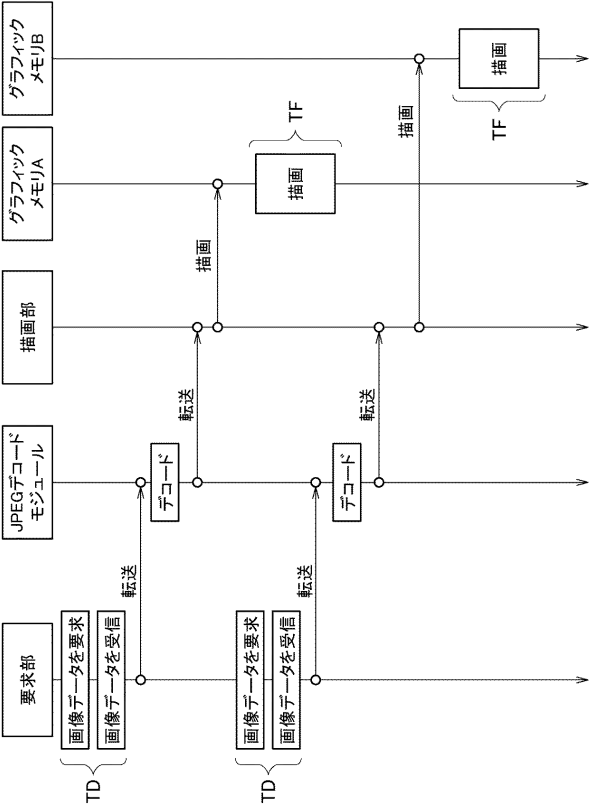 要求部
JPEGデコード
モジュール
描画部
グラフィック
メモリA
グラフィック
メモリB
画像データを要求
画像データを受信
TD
転送
デコード
転送
描画
描画
TF
画像データを要求
画像データを受信
TD
転送
デコード
転送
描画
描画
TF